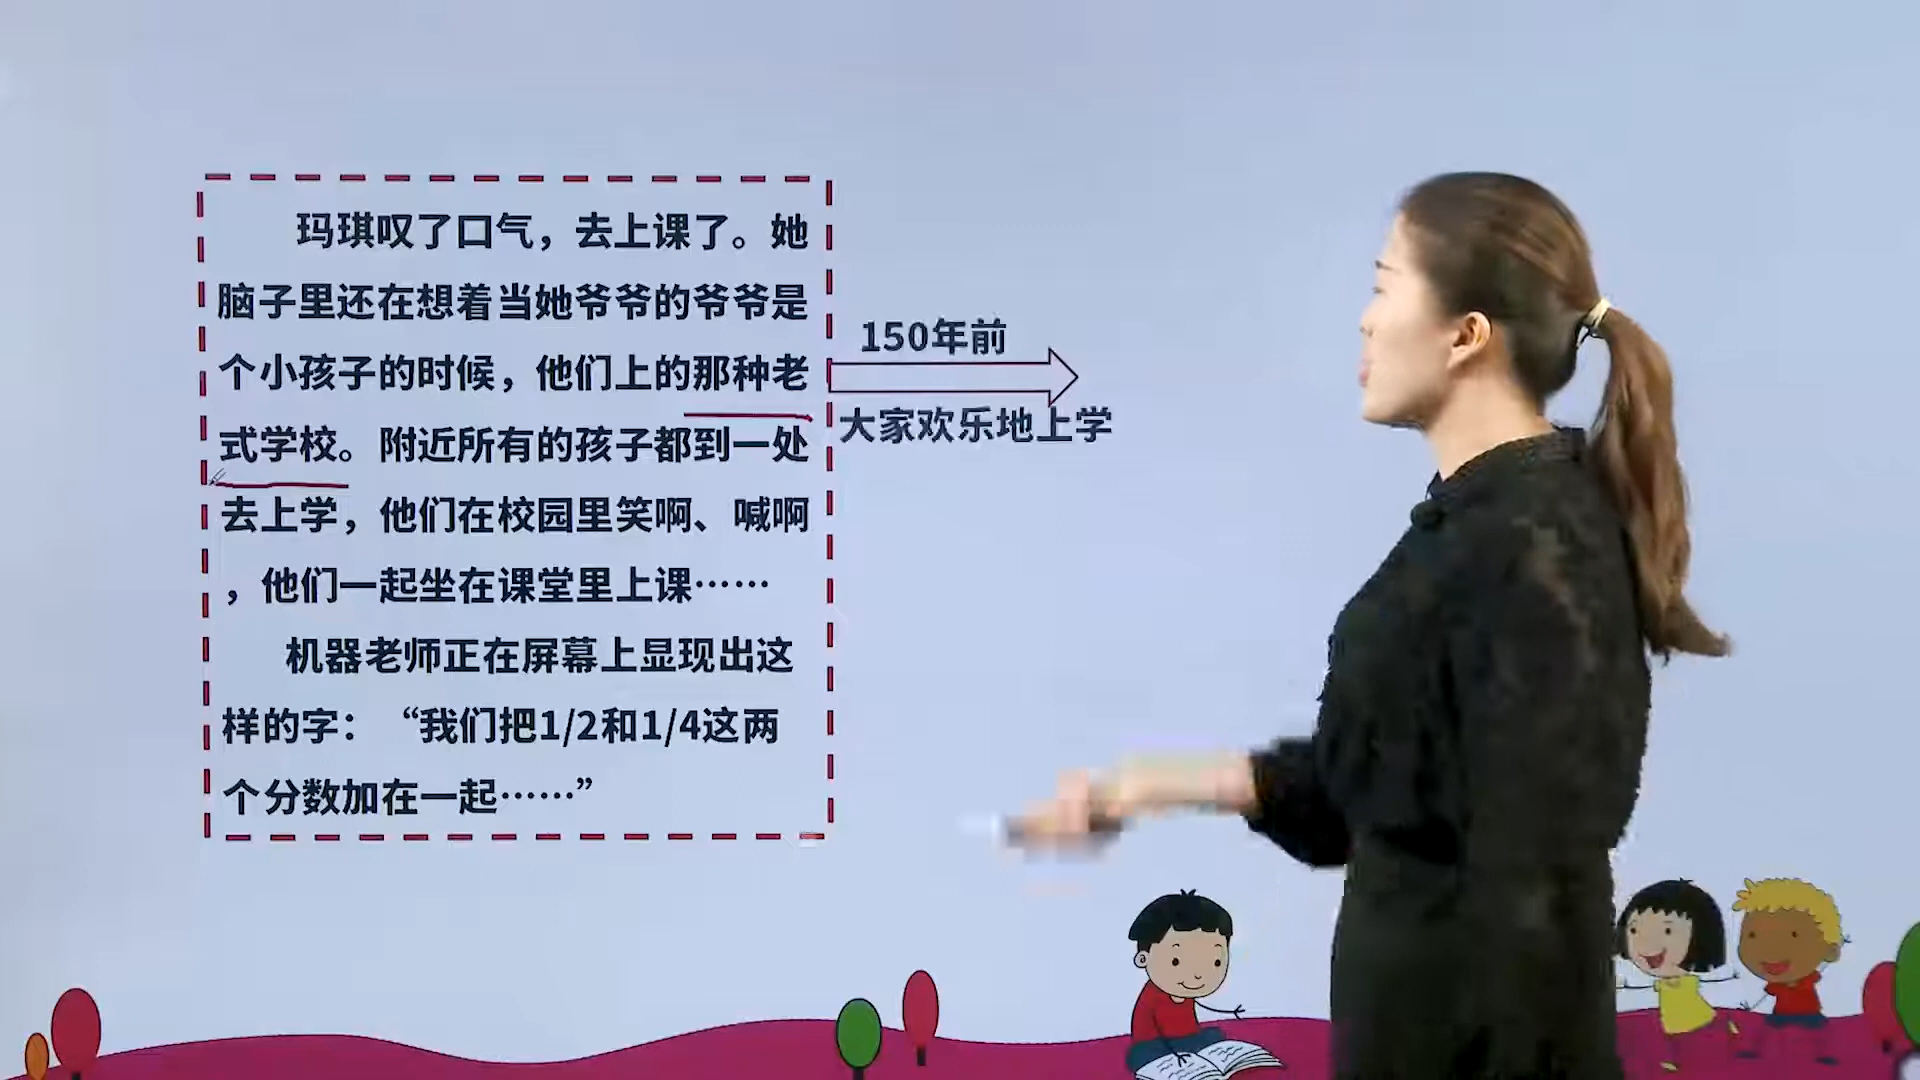 玛琪叹了口气，去上课了。她
脑子里还在想着当她爷爷的爷爷是
个小孩子的时候，他们上的那种老
式学校。附近所有的孩子都到一处
去上学，他们在校园里笑啊、喊啊
，他们一起坐在课堂里上课……
机器老师正在屏幕上显现出这
样的字：“我们把1/2和1/4这两
个分数加在一起……”
150年前
大家欢乐地上学